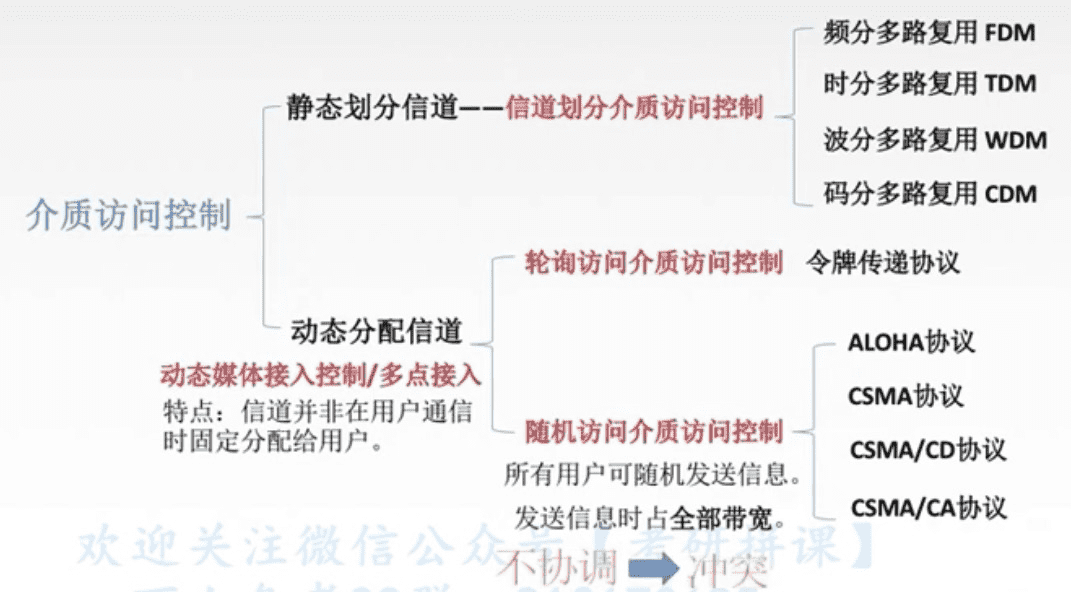 频分多路复用 FDM
时分多路复用 TDM
静态划分信道——信道划分介质访问控制
波分多路复用 WDM
码分多路复用 CDM
介质访问控制
轮询访问介质访问控制 令牌传递协议
动态分配信道
动态媒体接入控制/多点接入
特点：信道并非在用户通信
时固定分配给用户。
ALOHA协议
CSMA协议
随机访问介质访问控制
CSMA/CD协议
所有用户可随机发送信息。
发送信息时占全部带宽。
CSMA/CA协议
欢迎关注微信公众号【考研拼课】
不协调 冲突